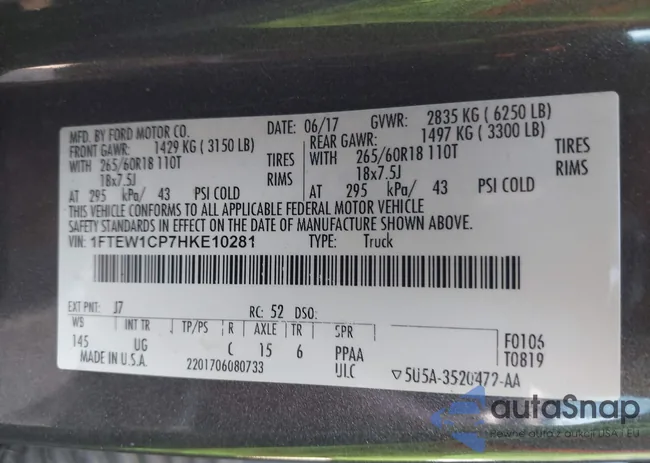 MFD. BY FORD MOTOR CO. DATE: 06/17 GVWR: 2835 KG ( 6250 LB)
FRONT GAWR: 1429 KG ( 3150 LB) REAR GAWR: 1497 KG ( 3300 LB)
WITH 265/60R18 110T TIRES WITH 265/60R18 110T TIRES
18x7.5J RIMS 18x7.5J RIMS
AT 295 kPa/ 43 PSI COLD AT 295 kPa/ 43 PSI COLD
THIS VEHICLE CONFORMS TO ALL APPLICABLE FEDERAL MOTOR VEHICLE
SAFETY STANDARDS IN EFFECT ON THE DATE OF MANUFACTURE SHOWN ABOVE.
VIN: 1FTEW1CP7HKE10281 TYPE: Truck
EXT PNT: J7 RC: 52 DSO:
WB INT TR TP/PS R AXLE TR SPR F0106
145 UG C 15 6 PPAA T0819
MADE IN U.S.A. 2201706080733 ULC ▽5U5A-3520472-AA
autaSnap